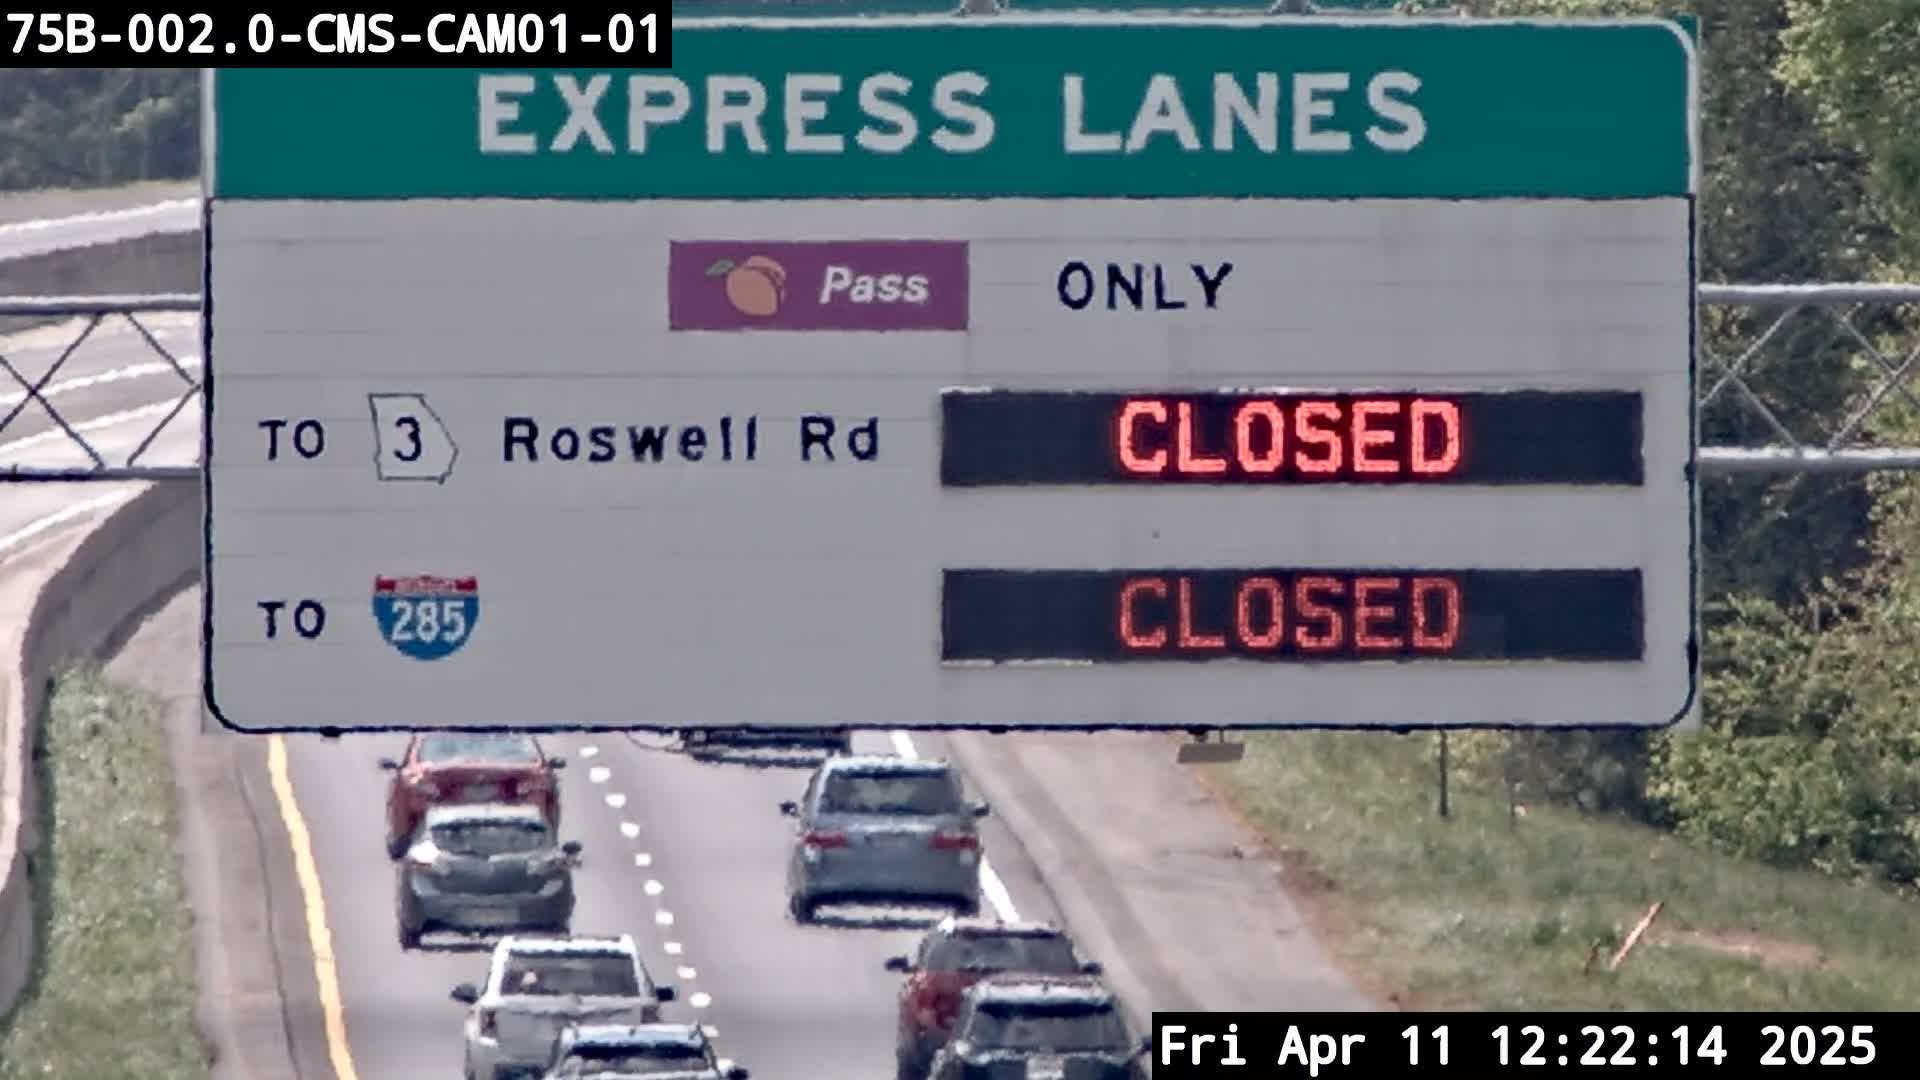 75B-002.0-CMS-CAM01-01
EXPRESS LANES
Pass ONLY
TO 3 Roswell Rd CLOSED
TO 285 CLOSED
Fri Apr 11 12:22:14 2025